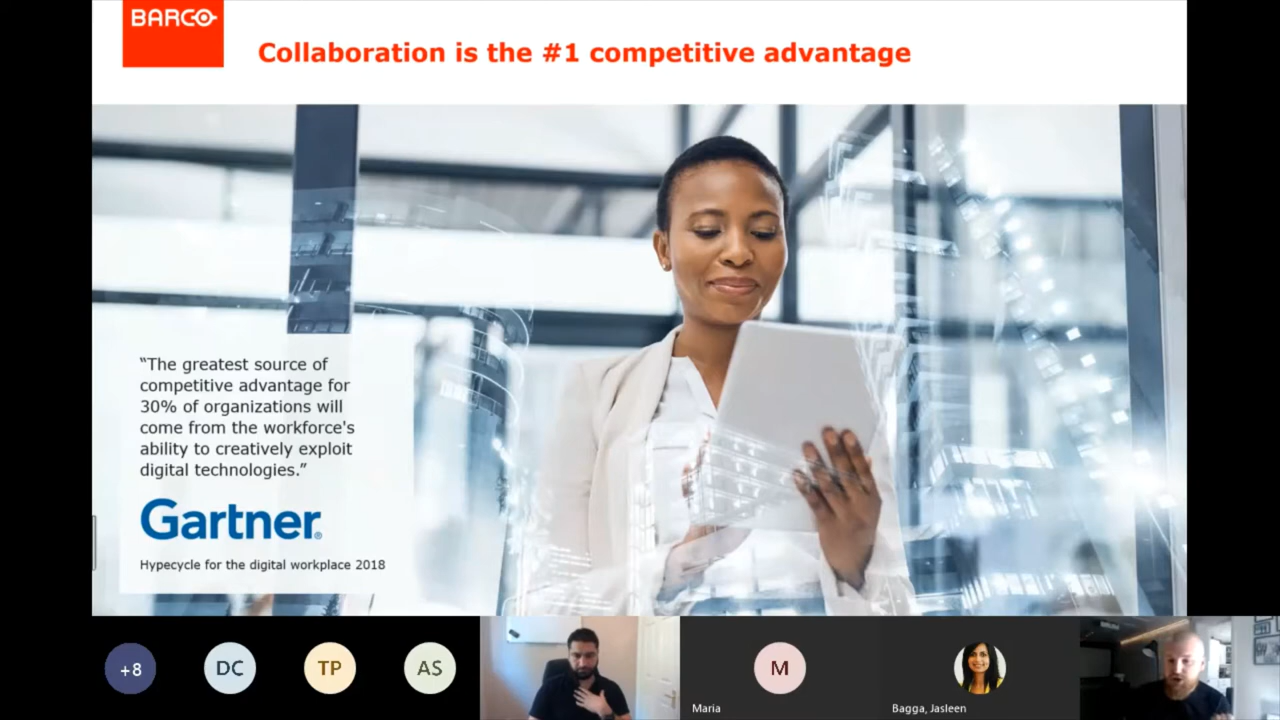 BARCO
Collaboration is the #1 competitive advantage
“The greatest source of
competitive advantage for
30% of organizations will
come from the workforce's
ability to creatively exploit
digital technologies.”
Gartner®
Hypecycle for the digital workplace 2018
+8
DC
TP
AS
M
Maria
Bagga, Jasleen